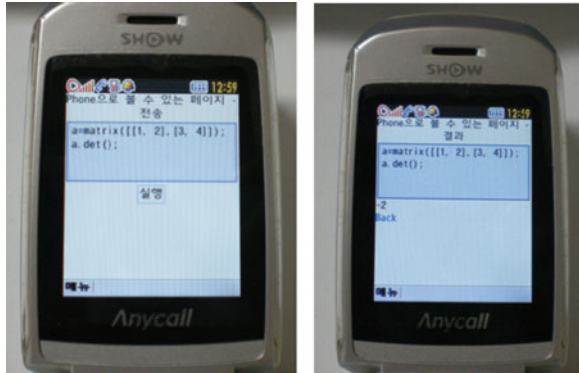 SHOW
12:59
Phone으로 볼 수 있는 페이지 -
전송
a=matrix([[1, 2],[3, 4]]);
a.det();
실행
메뉴
Anycall
SHOW
12:59
Phone으로 볼 수 있는 페이지 -
결과
a=matrix([[1, 2],[3, 4]]);
a.det();
-2
Back
메뉴
Anycall